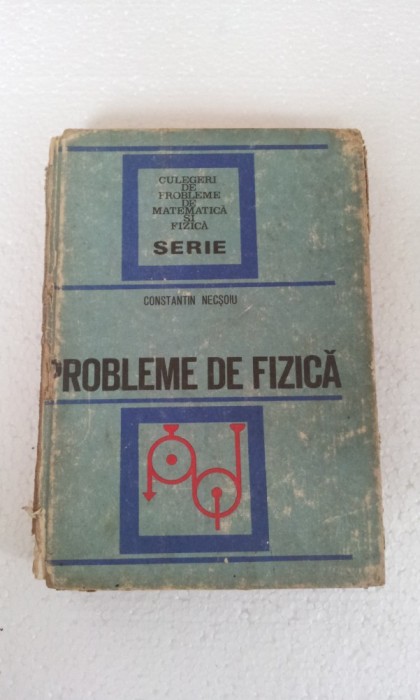 CULEGERI
DE
PROBLEME
DE
MATEMATICĂ
ŞI
FIZICĂ
SERIE
CONSTANTIN NECŞOIU
PROBLEME DE FIZICĂ